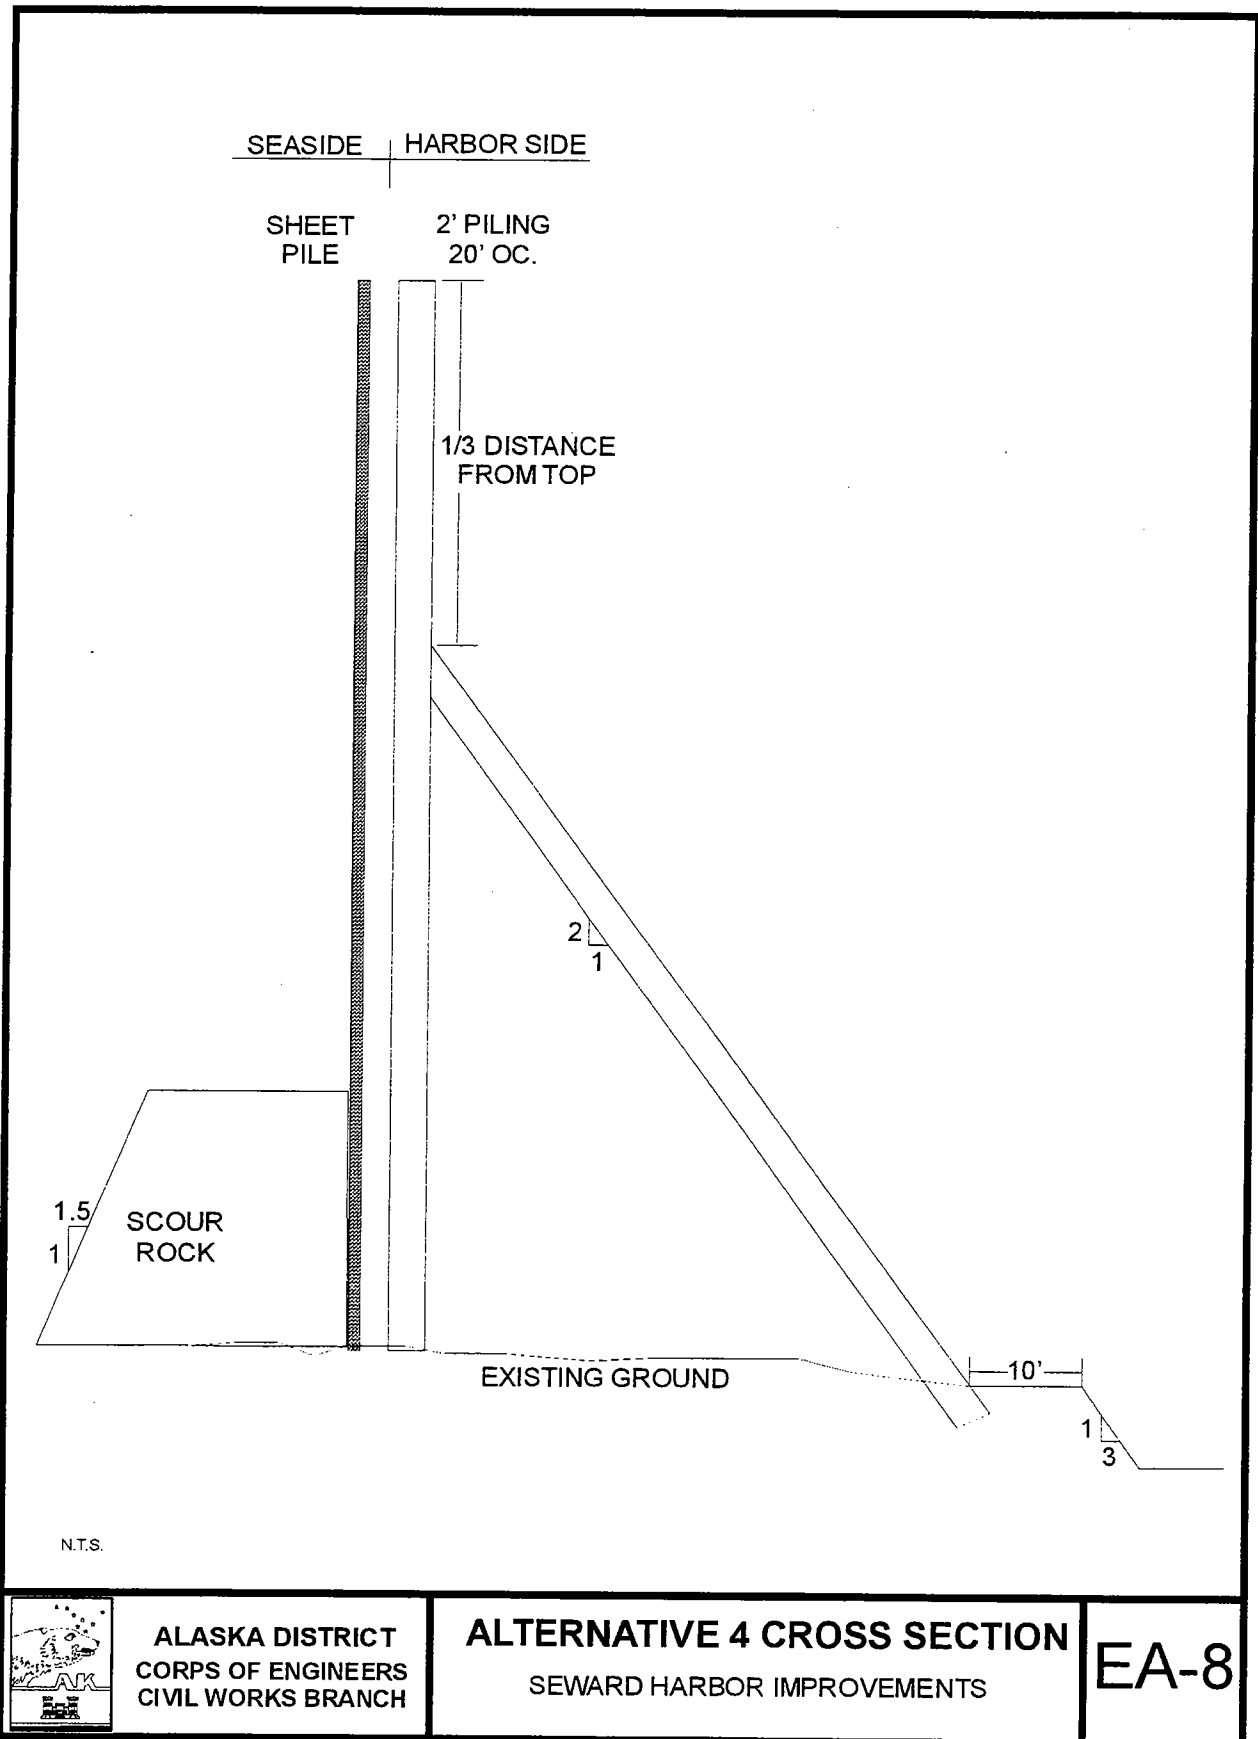 SEASIDE
HARBOR SIDE
SHEET
PILE
2' PILING
20' OC.
1/3 DISTANCE
FROM TOP
2
1
1.5
1
SCOUR
ROCK
EXISTING GROUND
10'
1
3
N.T.S.
AK
ALASKA DISTRICT
CORPS OF ENGINEERS
CIVIL WORKS BRANCH
ALTERNATIVE 4 CROSS SECTION
SEWARD HARBOR IMPROVEMENTS
EA-8